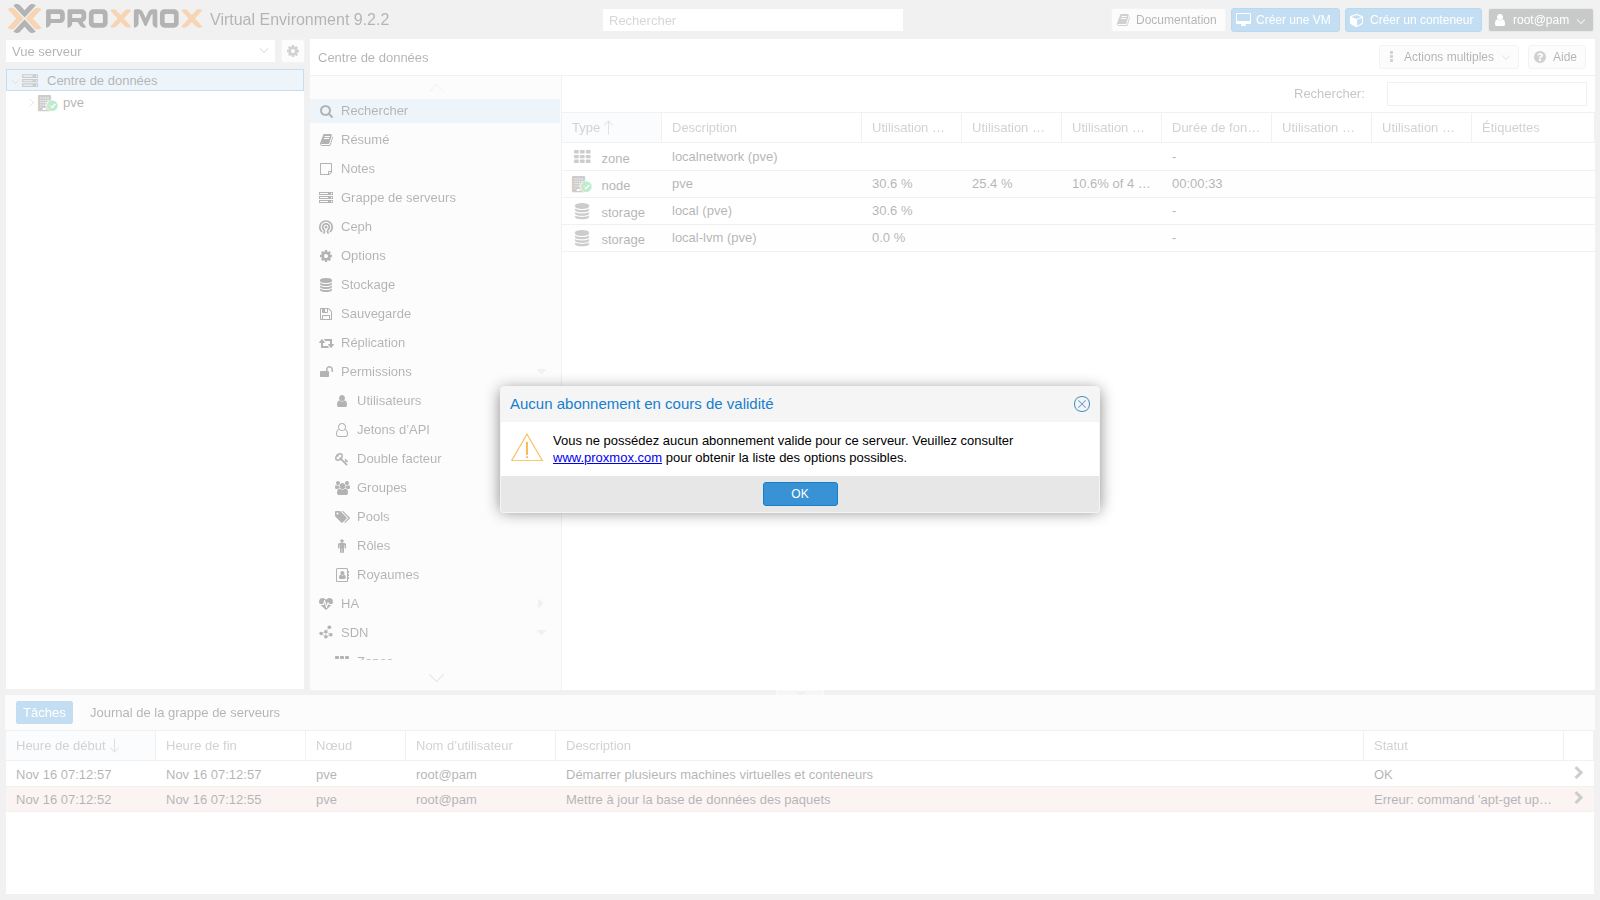 PROXMOX Virtual Environment 9.2.2
Rechercher
Documentation
Créer une VM
Créer un conteneur
root@pam
Vue serveur
Centre de données
pve
Centre de données
Actions multiples
Aide
Rechercher
Résumé
Notes
Grappe de serveurs
Ceph
Options
Stockage
Sauvegarde
Réplication
Permissions
Utilisateurs
Jetons d'API
Double facteur
Groupes
Pools
Rôles
Royaumes
HA
SDN
Zones
Rechercher:
Type Description Utilisation … Utilisation … Utilisation … Durée de fon… Utilisation … Utilisation … Étiquettes
zone localnetwork (pve) -
node pve 30.6 % 25.4 % 10.6% of 4 … 00:00:33
storage local (pve) 30.6 % -
storage local-lvm (pve) 0.0 % -
Aucun abonnement en cours de validité
Vous ne possédez aucun abonnement valide pour ce serveur. Veuillez consulter
www.proxmox.com pour obtenir la liste des options possibles.
OK
Tâches
Journal de la grappe de serveurs
Heure de début Heure de fin Nœud Nom d'utilisateur Description Statut
Nov 16 07:12:57 Nov 16 07:12:57 pve root@pam Démarrer plusieurs machines virtuelles et conteneurs OK
Nov 16 07:12:52 Nov 16 07:12:55 pve root@pam Mettre à jour la base de données des paquets Erreur: command 'apt-get up…